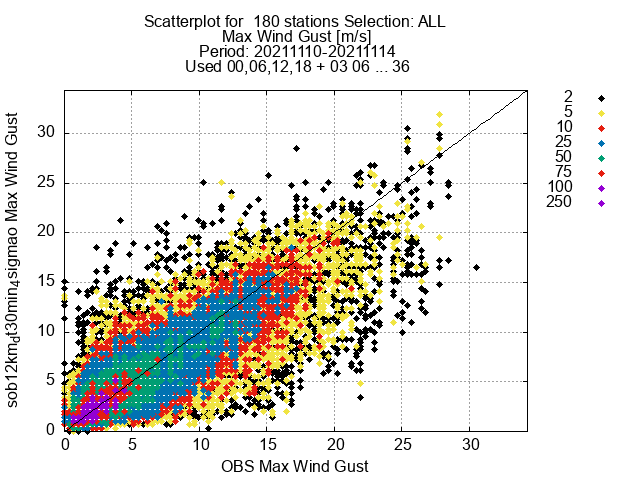 Scatterplot for  180 stations Selection: ALL
Max Wind Gust [m/s]
Period: 20211110-20211114
Used 00,06,12,18 + 03 06 ... 36
2
5
10
25
50
75
100
250
sob12km_d_t30min_4_sigmao Max Wind Gust
30
25
20
15
10
5
0
0 5 10 15 20 25 30
OBS Max Wind Gust